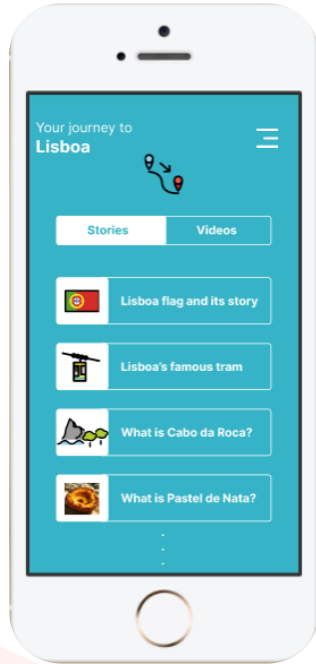 Your journey to
Lisboa
Stories
Videos
Lisboa flag and its story
Lisboa's famous tram
What is Cabo da Roca?
What is Pastel de Nata?